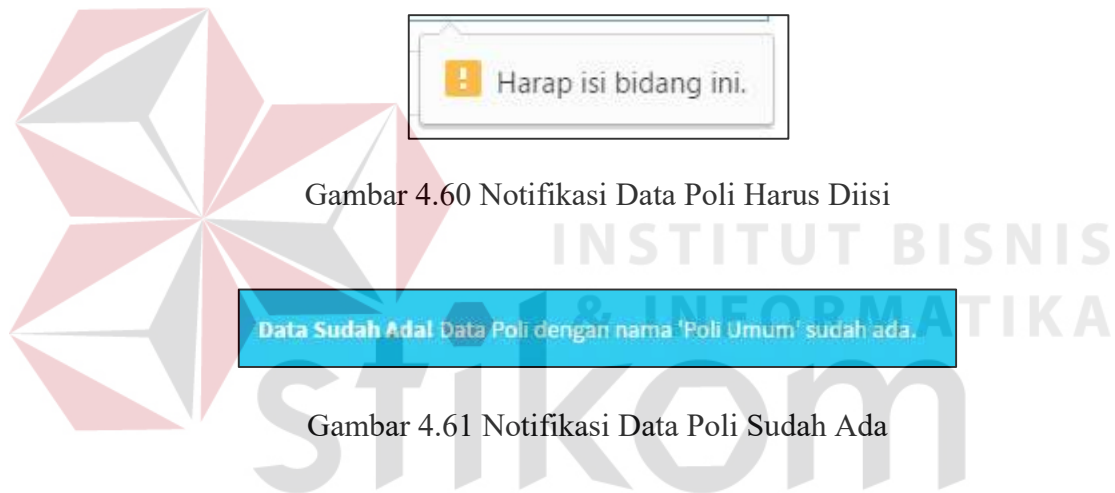 Harap isi bidang ini.
Gambar 4.60 Notifikasi Data Poli Harus Diisi
INSTITUT BISNIS
& INFORMATIKA
Data Sudah Ada! Data Poli dengan nama 'Poli Umum' sudah ada.
stikom
Gambar 4.61 Notifikasi Data Poli Sudah Ada